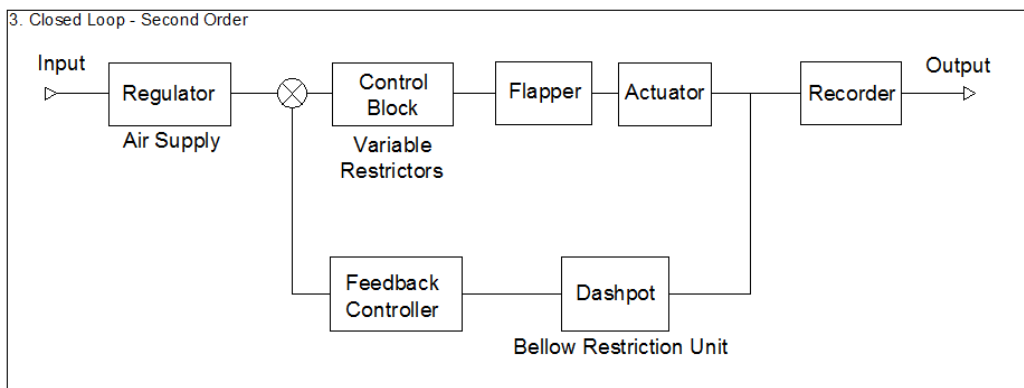 3. Closed Loop - Second Order
Input
Regulator
Air Supply
Control
Block
Variable
Restrictors
Flapper
Actuator
Recorder
Output
Feedback
Controller
Dashpot
Bellow Restriction Unit